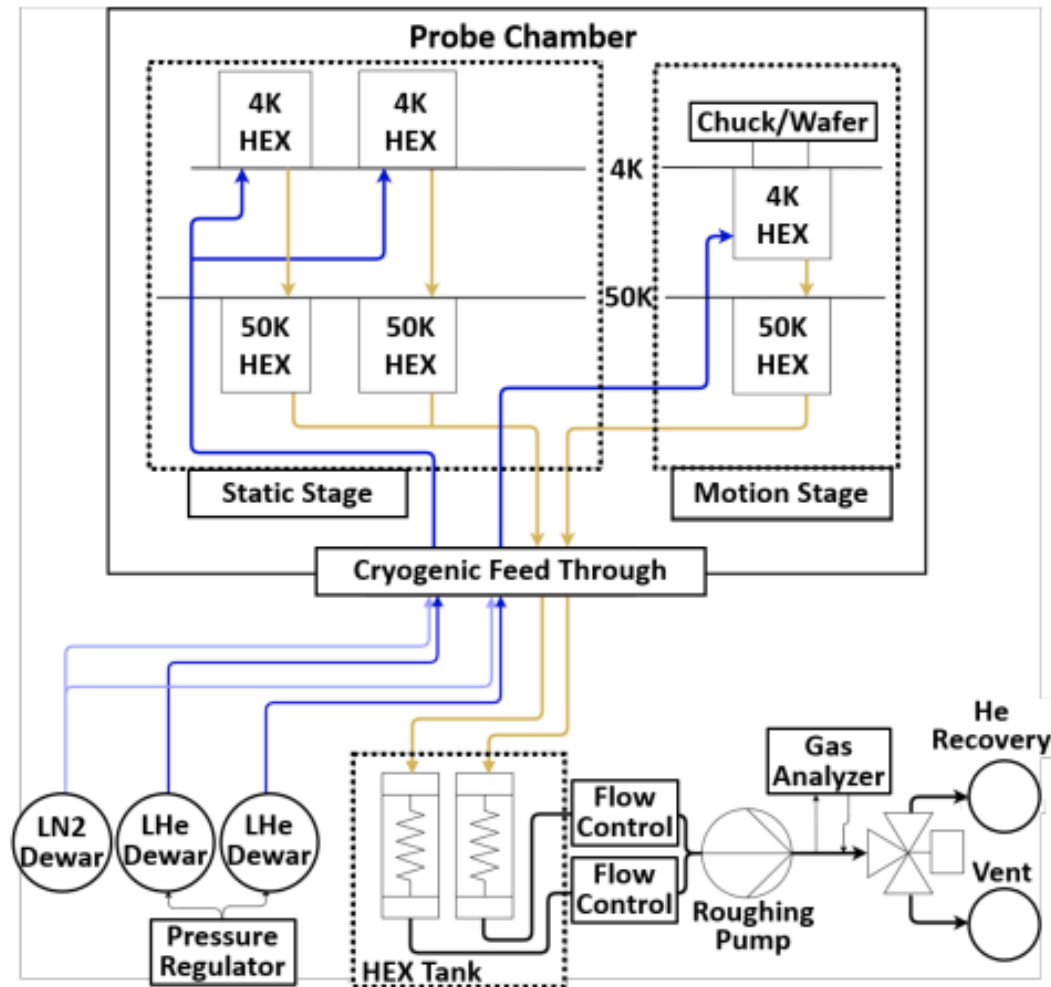 Probe Chamber
4K
HEX
4K
HEX
Chuck/Wafer
4K
4K
HEX
50K
50K
HEX
50K
HEX
50K
HEX
Static Stage
Motion Stage
Cryogenic Feed Through
LN2
Dewar
LHe
Dewar
LHe
Dewar
Pressure
Regulator
HEX Tank
Flow
Control
Flow
Control
Roughing
Pump
Gas
Analyzer
He
Recovery
Vent